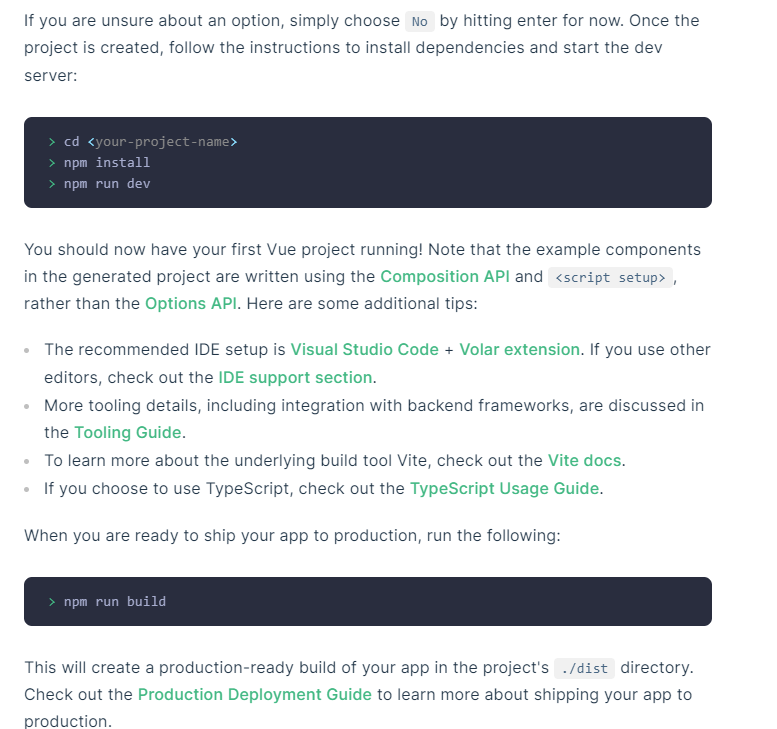 If you are unsure about an option, simply choose No by hitting enter for now. Once the
project is created, follow the instructions to install dependencies and start the dev
server:
> cd <your-project-name>
> npm install
> npm run dev
You should now have your first Vue project running! Note that the example components
in the generated project are written using the Composition API and <script setup> ,
rather than the Options API. Here are some additional tips:
• The recommended IDE setup is Visual Studio Code + Volar extension. If you use other
editors, check out the IDE support section.
• More tooling details, including integration with backend frameworks, are discussed in
the Tooling Guide.
• To learn more about the underlying build tool Vite, check out the Vite docs.
• If you choose to use TypeScript, check out the TypeScript Usage Guide.
When you are ready to ship your app to production, run the following:
> npm run build
This will create a production-ready build of your app in the project's ./dist directory.
Check out the Production Deployment Guide to learn more about shipping your app to
production.